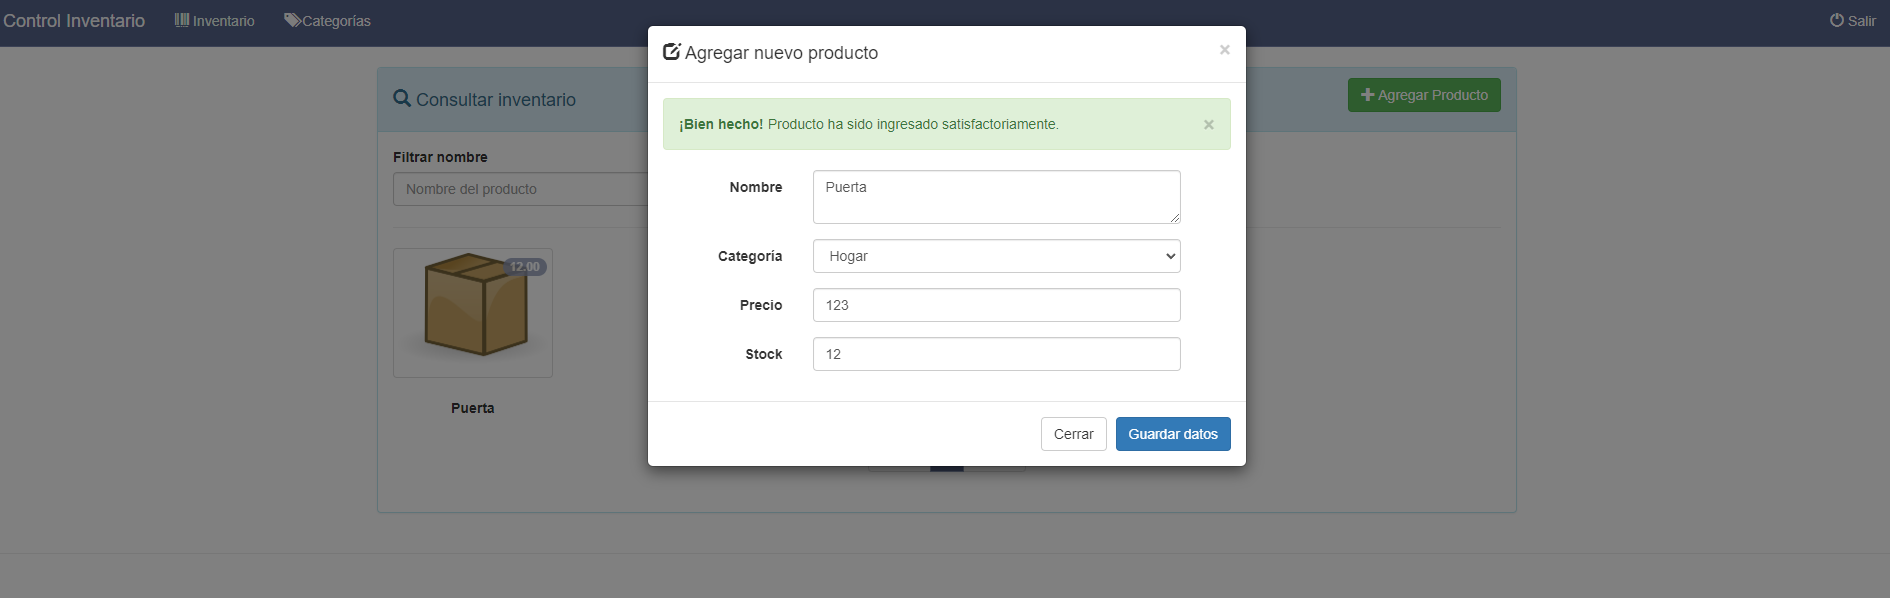 Control Inventario Inventario Categorías Salir
Agregar nuevo producto ×
Consultar inventario
Agregar Producto
¡Bien hecho! Producto ha sido ingresado satisfactoriamente. ×
Filtrar nombre
Nombre del producto
Nombre Puerta
Categoría Hogar
Precio 123
Stock 12
12.00
Puerta
Cerrar Guardar datos